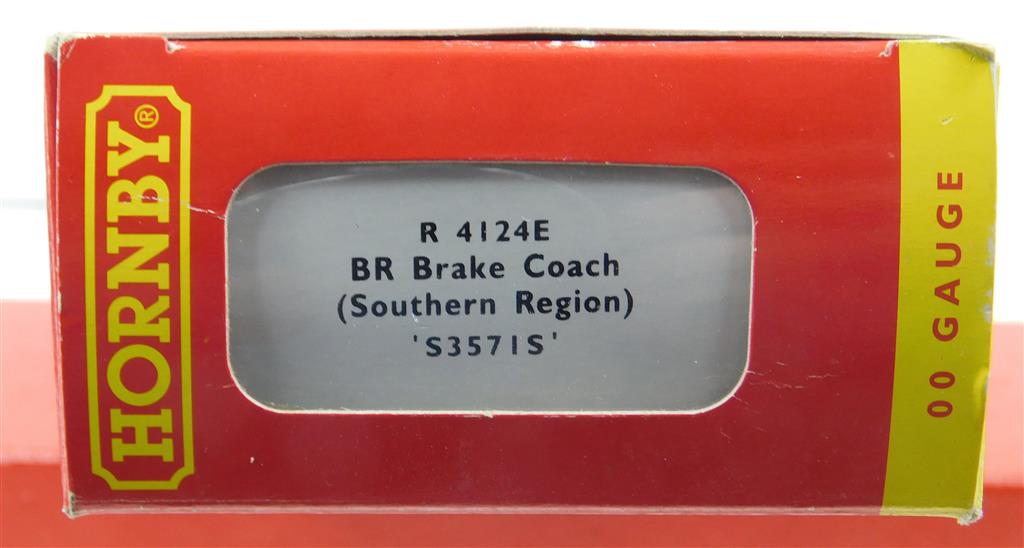 HORNBY®
R 4124E
BR Brake Coach
(Southern Region)
'S3571S'
00 GAUGE